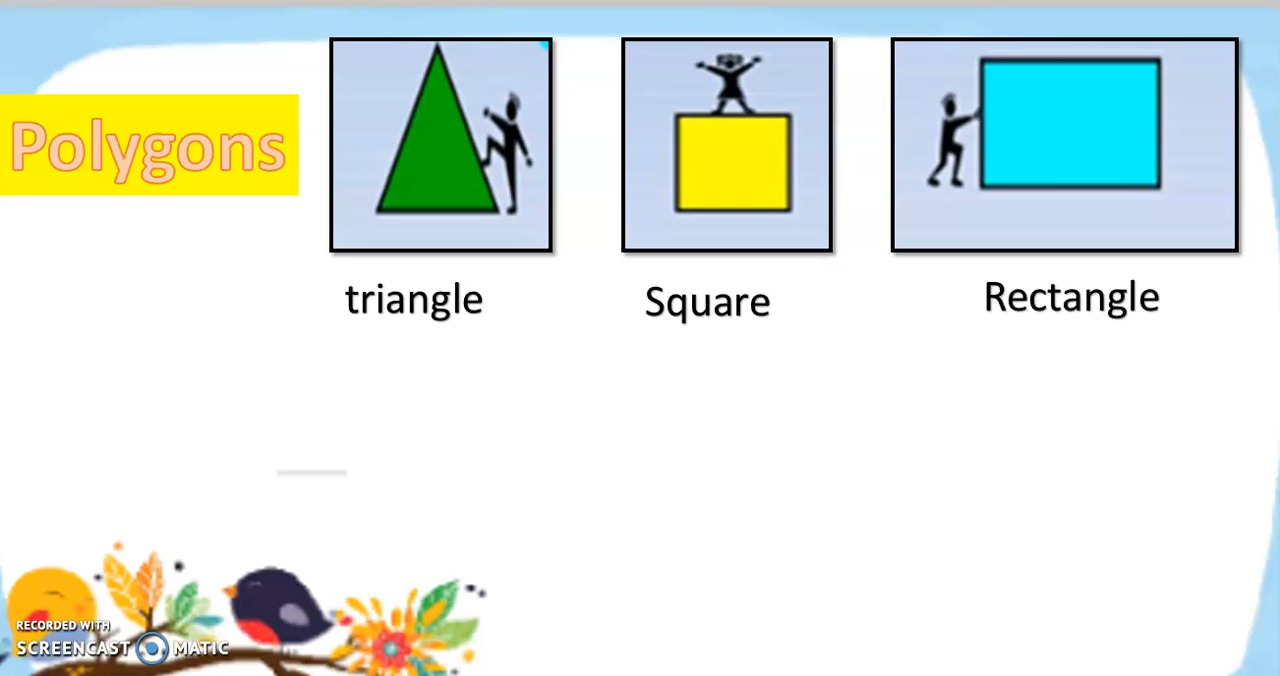 Polygons
triangle
Square
Rectangle
RECORDED WITH
SCREENCAST MATIC